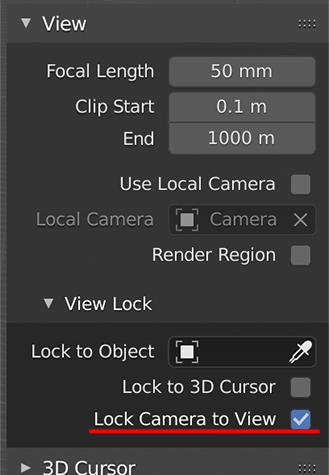 View
Focal Length 50 mm
Clip Start 0.1 m
End 1000 m
Use Local Camera
Local Camera Camera
Render Region
View Lock
Lock to Object
Lock to 3D Cursor
Lock Camera to View
3D Cursor